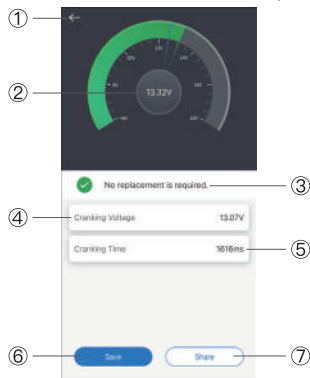 ①
②
13.32V
③
No replacement is required.
④
Cranking Voltage
13.07V
Cranking Time
1616ms
⑤
⑥
Save
Share
⑦